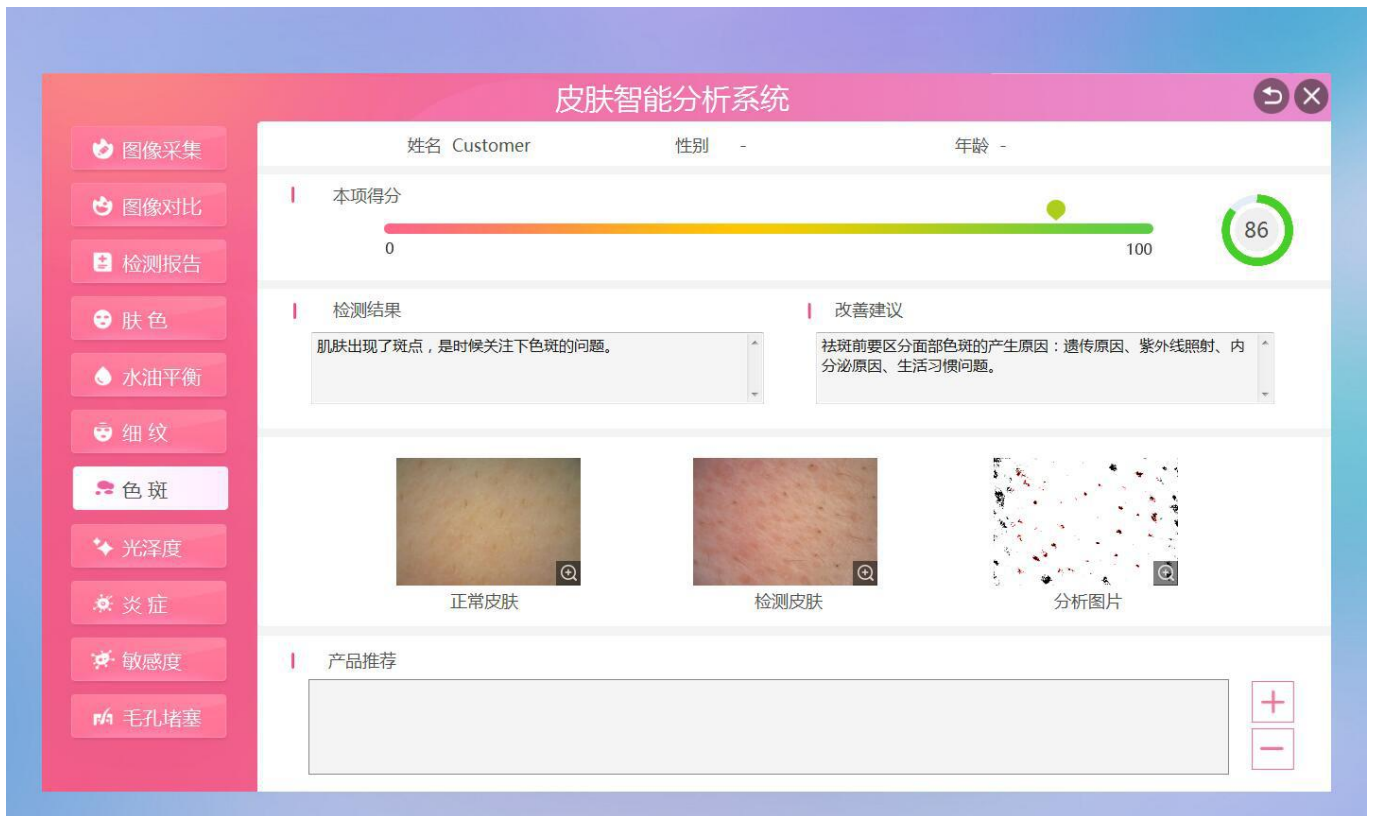 皮肤智能分析系统
图像采集
图像对比
检测报告
肤色
水油平衡
细纹
色斑
光泽度
炎症
敏感度
毛孔堵塞
姓名 Customer 性别 - 年龄 -
本项得分
0 100
86
检测结果
肌肤出现了斑点，是时候关注下色斑的问题。
改善建议
祛斑前要区分面部色斑的产生原因：遗传原因、紫外线照射、内
分泌原因、生活习惯问题。
正常皮肤 检测皮肤 分析图片
产品推荐